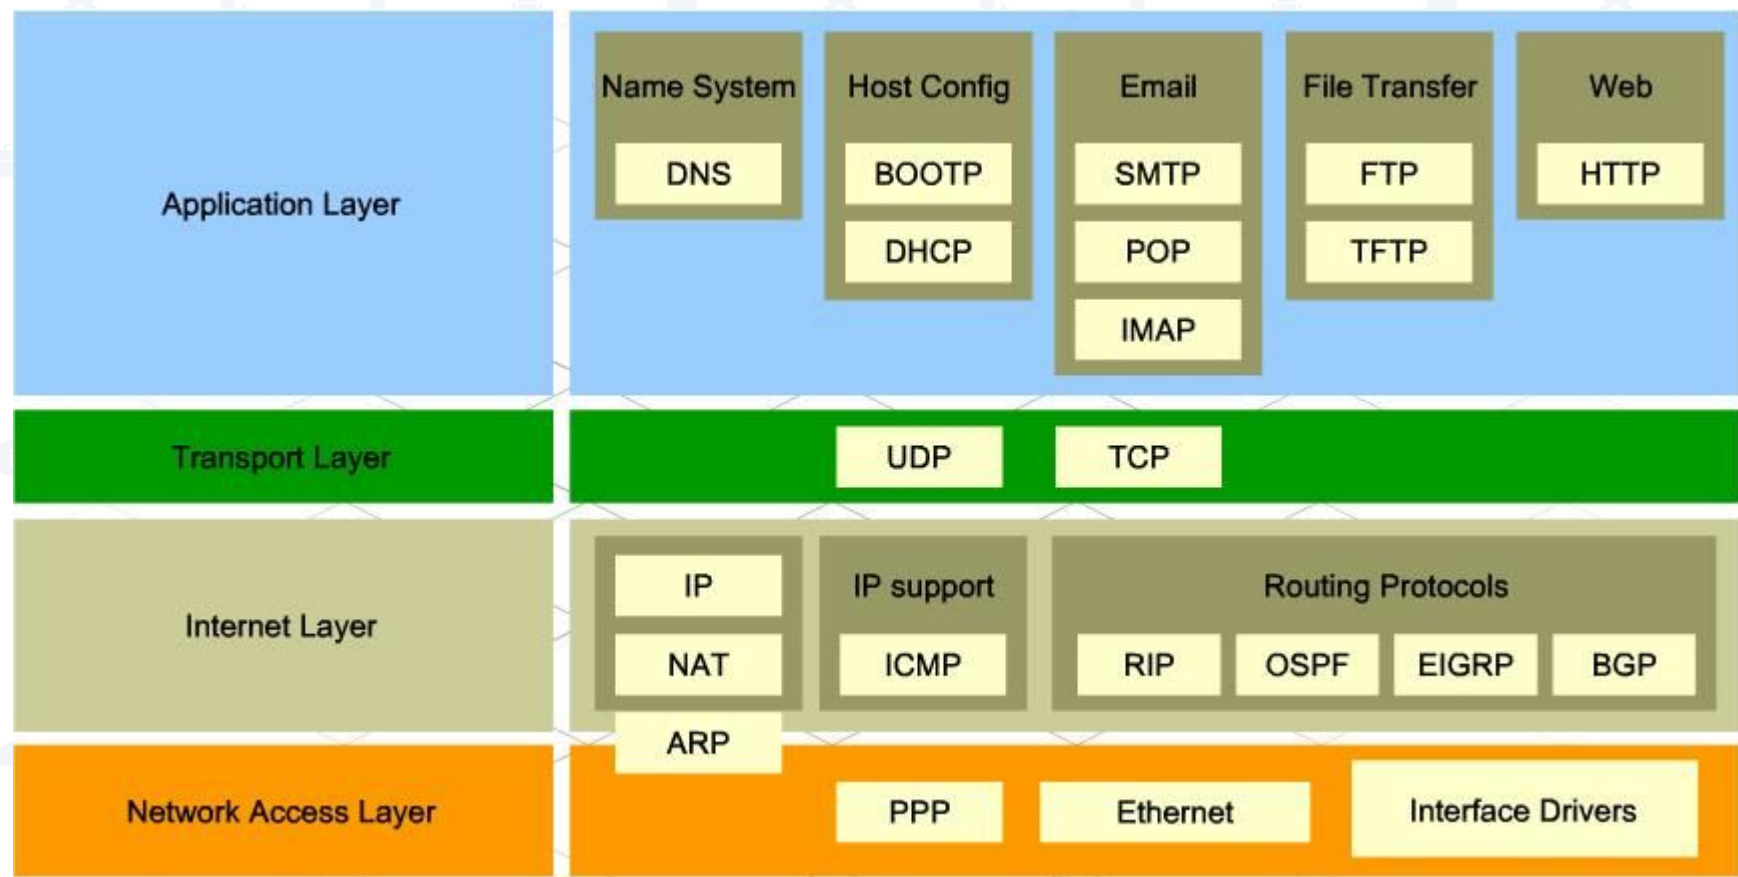 Application Layer
Name System
DNS
Host Config
BOOTP
DHCP
Email
SMTP
POP
IMAP
File Transfer
FTP
TFTP
Web
HTTP
Transport Layer
UDP
TCP
Internet Layer
IP
NAT
ARP
IP support
ICMP
Routing Protocols
RIP
OSPF
EIGRP
BGP
Network Access Layer
PPP
Ethernet
Interface Drivers